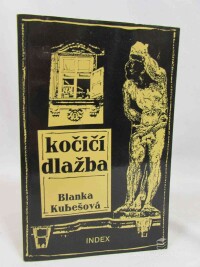 kočičí
dlažba
Blanka
Kubešová
INDEX